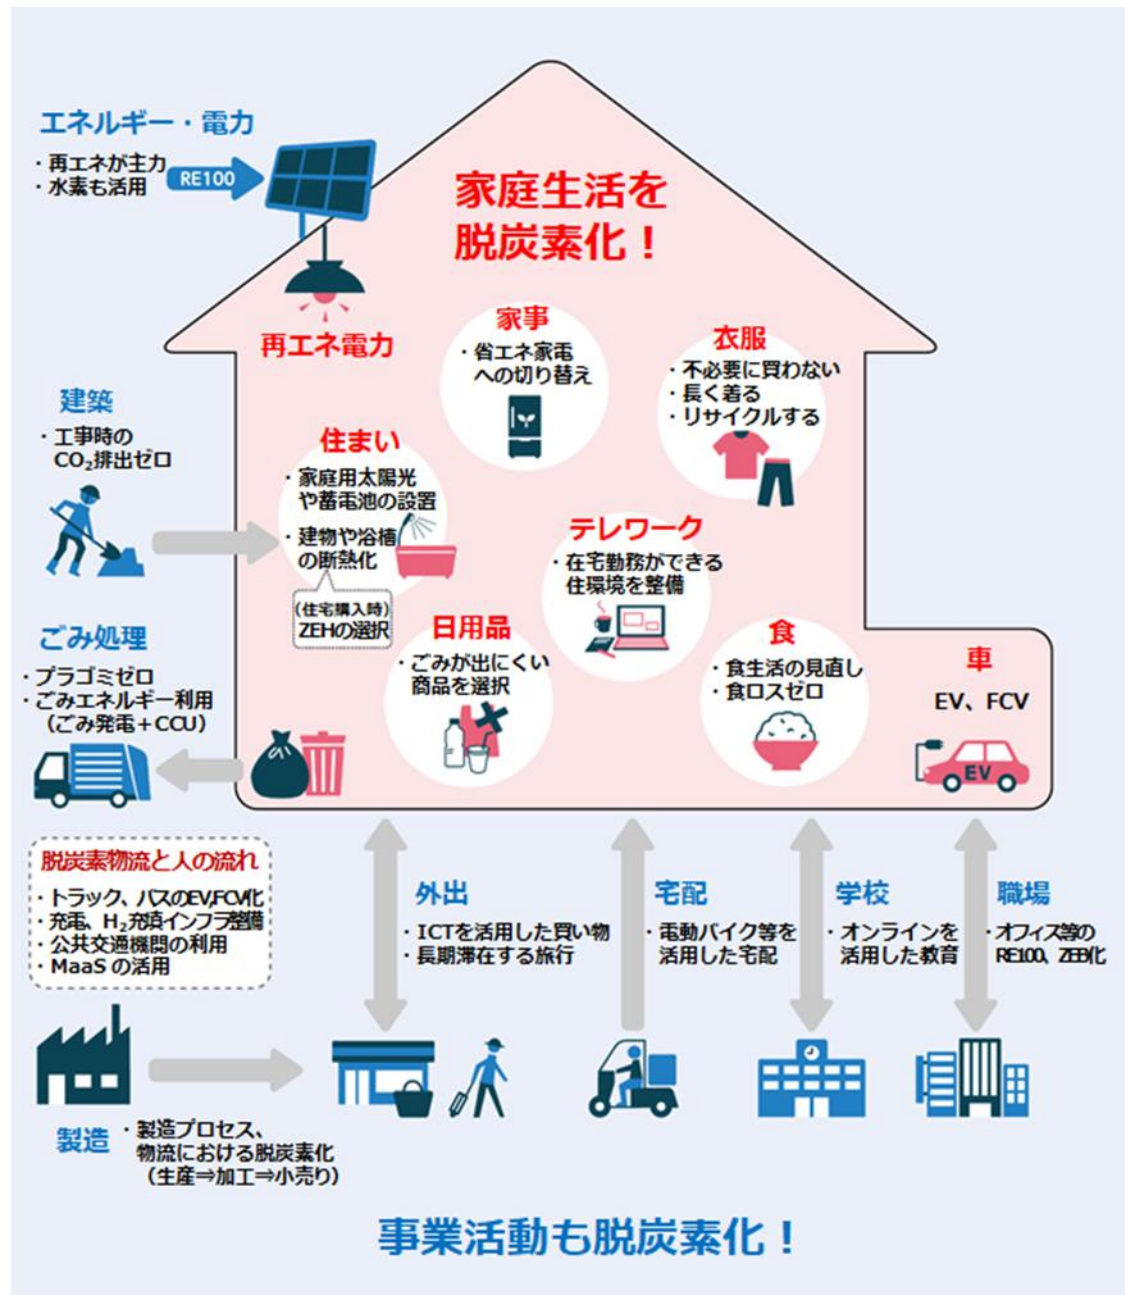 エネルギー・電力
・再エネが主力
・水素も活用
RE100
家庭生活を
脱炭素化！
再エネ電力
家事
・省エネ家電
への切り替え
衣服
・不必要に買わない
・長く着る
・リサイクルする
建築
・工事時の
CO₂排出ゼロ
住まい
・家庭用太陽光
や蓄電池の設置
・建物や浴槽
の断熱化
(住宅購入時)
ZEHの選択
テレワーク
・在宅勤務ができる
住環境を整備
ごみ処理
・プラゴミゼロ
・ごみエネルギー利用
（ごみ発電＋CCU）
日用品
・ごみが出にくい
商品を選択
食
・食生活の見直し
・食ロスゼロ
車
EV、FCV
EV
脱炭素物流と人の流れ
・トラック、バスのEV,FCV化
・充電、H₂充填インフラ整備
・公共交通機関の利用
・MaaS の活用
外出
・ICTを活用した買い物
・長期滞在する旅行
宅配
・電動バイク等を
活用した宅配
学校
・オンラインを
活用した教育
職場
・オフィス等の
RE100、ZEB化
製造
・製造プロセス、
物流における脱炭素化
（生産⇒加工⇒小売り）
事業活動も脱炭素化！